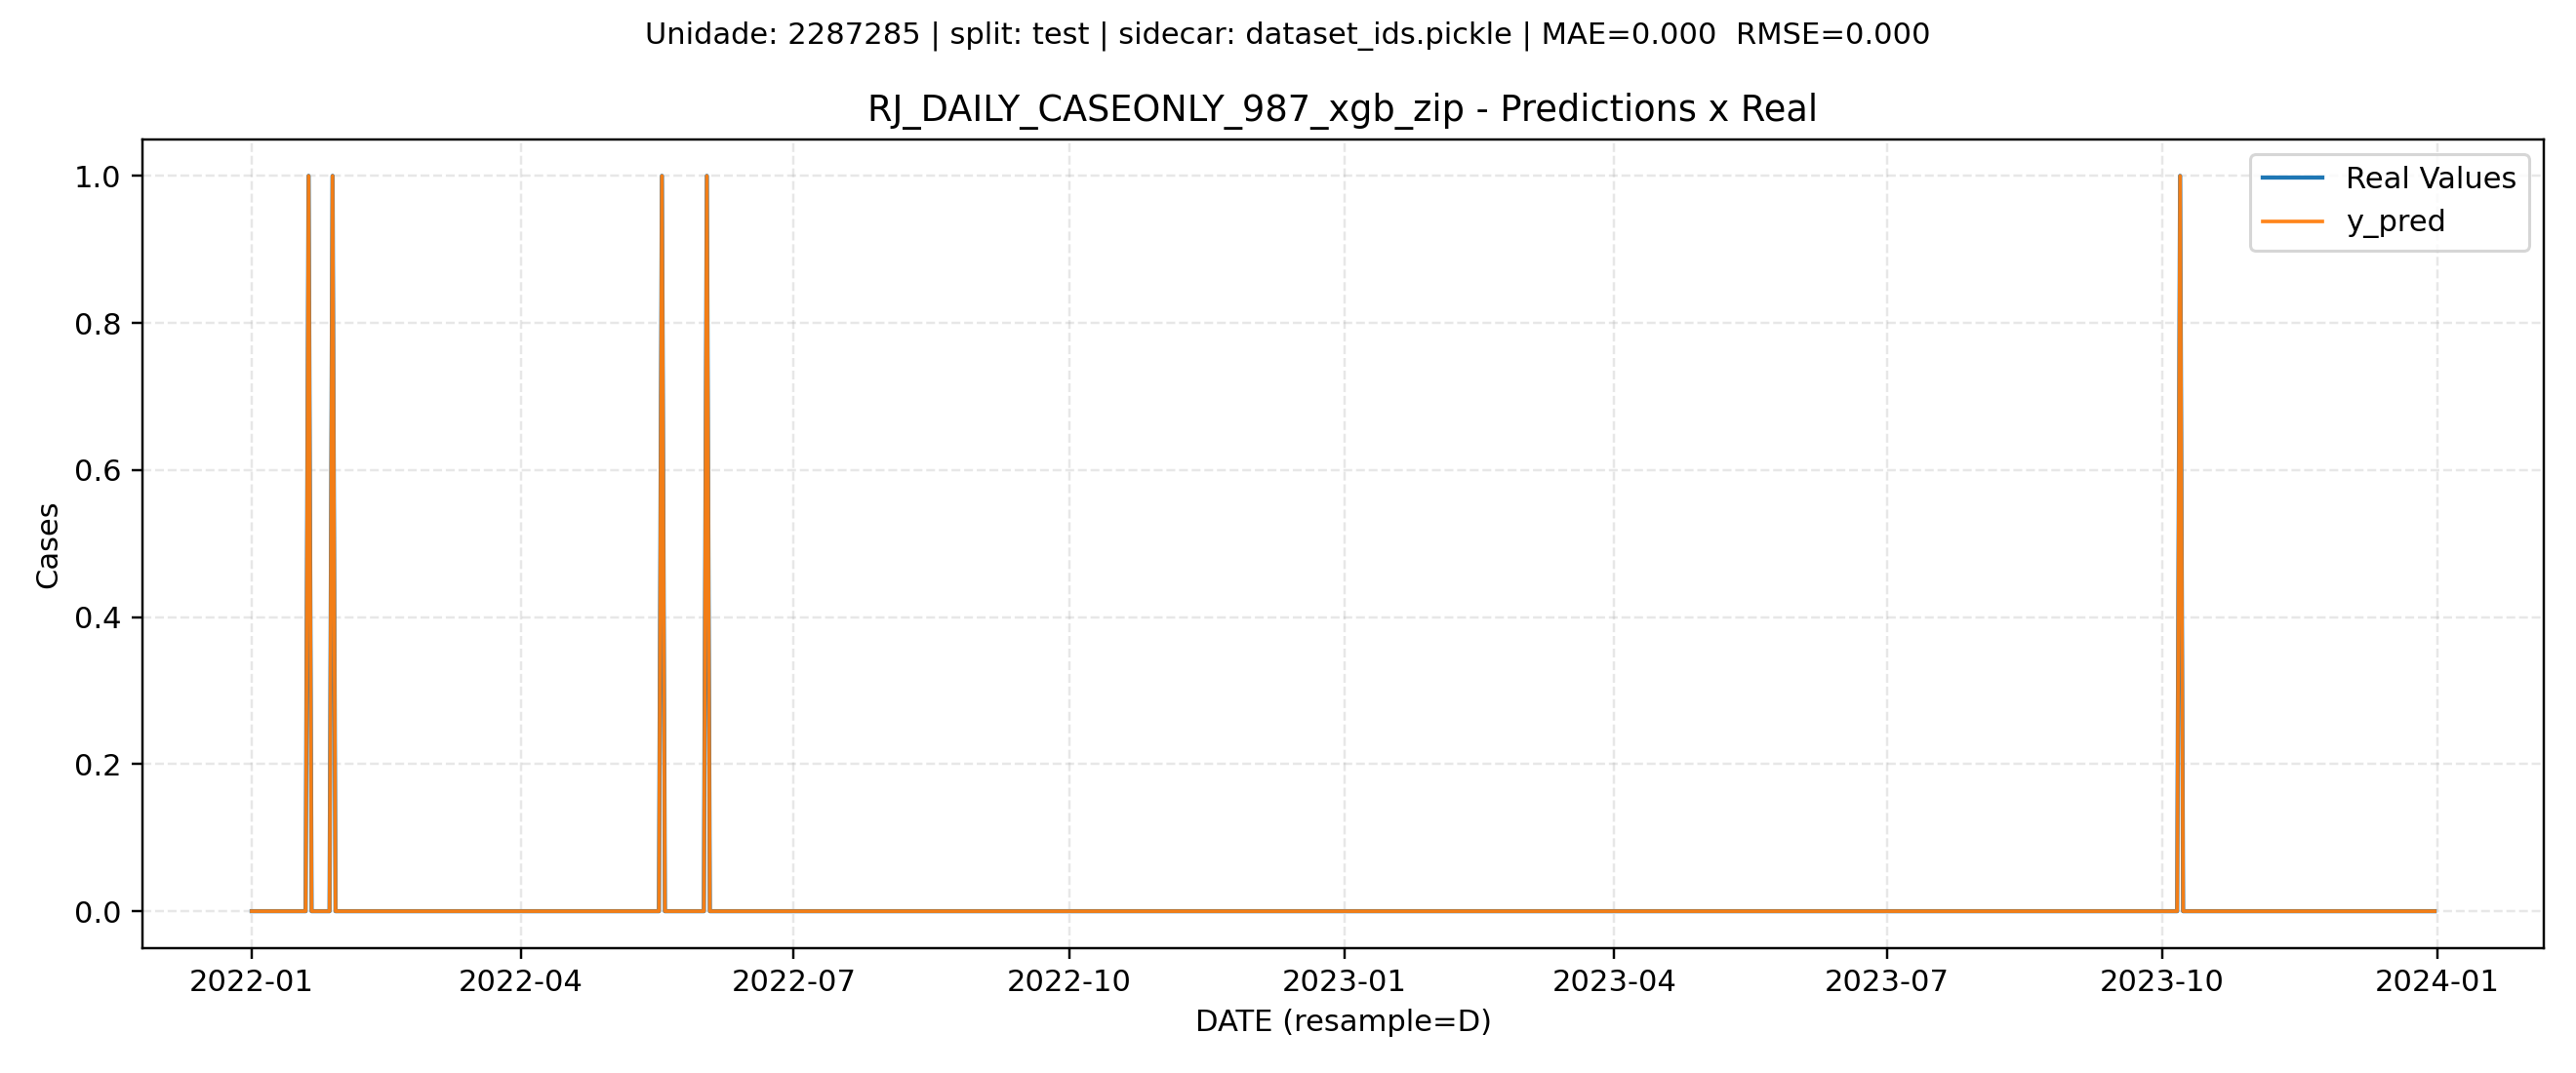 Unidade: 2287285 | split: test | sidecar: dataset_ids.pickle | MAE=0.000  RMSE=0.000
RJ_DAILY_CASEONLY_987_xgb_zip - Predictions x Real
Real Values
y_pred
1.0
0.8
0.6
0.4
0.2
0.0
Cases
2022-01 2022-04 2022-07 2022-10 2023-01 2023-04 2023-07 2023-10 2024-01
DATE (resample=D)